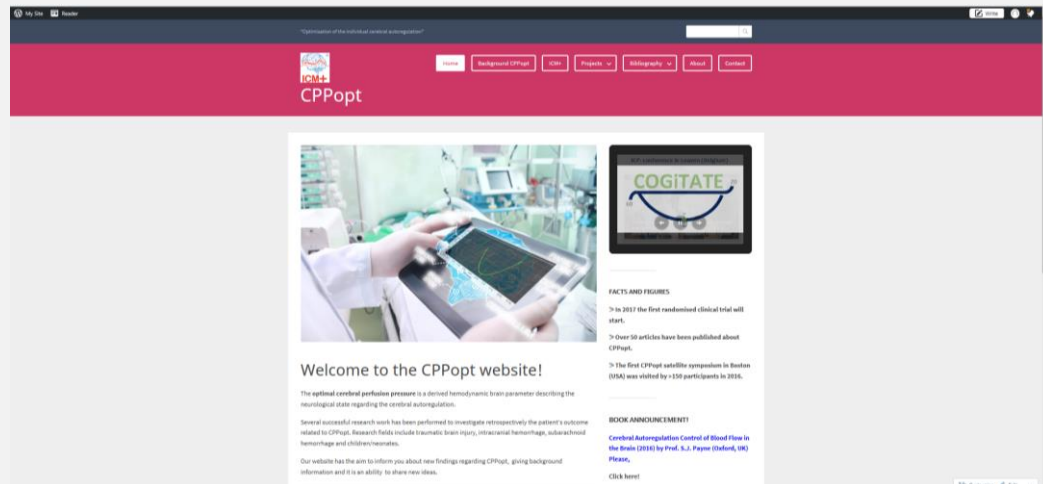 My Site Reader Write
"Optimisation of the individual cerebral autoregulation"
ICM+
CPPopt
Home Background CPPopt ICM+ Projects Bibliography About Contact
COGiTATE
FACTS AND FIGURES
> In 2017 the first randomised clinical trial will
start.
> Over 50 articles have been published about
CPPopt.
> The first CPPopt satellite symposium in Boston
(USA) was visited by >150 participants in 2016.
Welcome to the CPPopt website!
The optimal cerebral perfusion pressure is a derived hemodynamic brain parameter describing the
neurological state regarding the cerebral autoregulation.
Several successful research work has been performed to investigate retrospectively the patient's outcome
related to CPPopt. Research fields include traumatic brain injury, intracranial hemorrhage, subarachnoid
hemorrhage and children/neonates.
Our website has the aim to inform you about new findings regarding CPPopt, giving background
information and it is an ability to share new ideas.
BOOK ANNOUNCEMENT!
Cerebral Autoregulation Control of Blood Flow in
the Brain (2016) by Prof. S.J. Payne (Oxford, UK)
Please,
Click here!